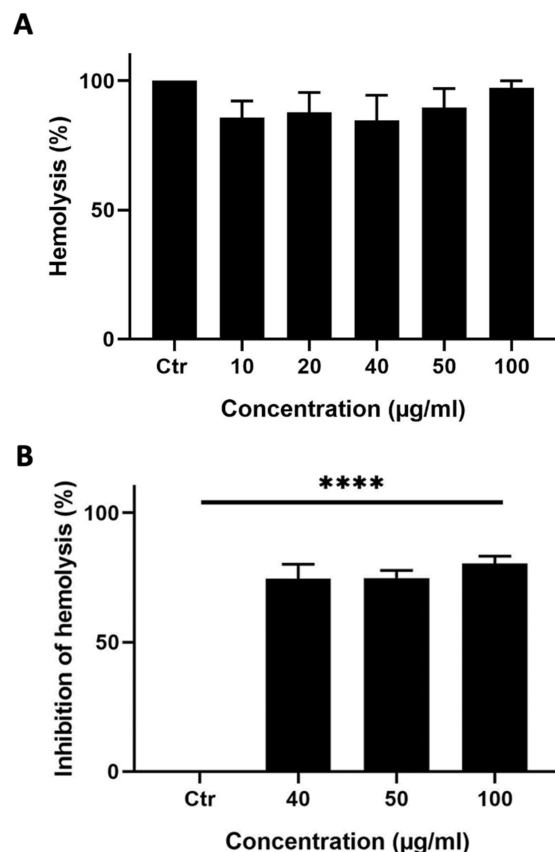 A
Hemolysis (%)
100
50
0
Ctr 10 20 40 50 100
Concentration (µg/ml)
B
Inhibition of hemolysis (%)
****
100
50
0
Ctr 40 50 100
Concentration (µg/ml)